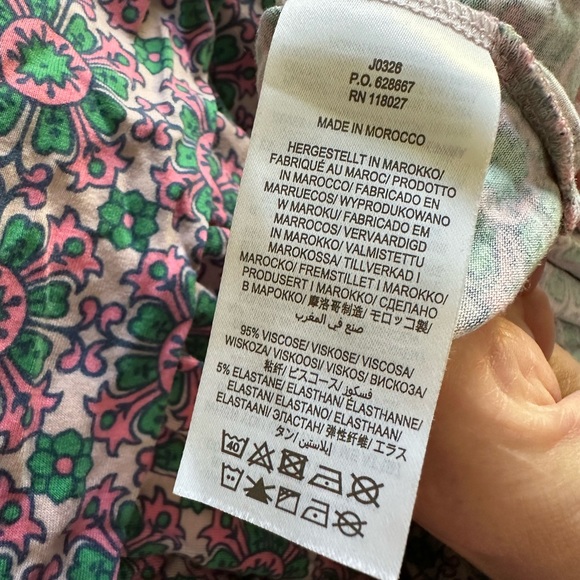 J0326
P.O. 628667
RN 118027
MADE IN MOROCCO
HERGESTELLT IN MAROKKO/
FABRIQUÉ AU MAROC/ PRODOTTO
IN MAROCCO/ FABRICADO EN
MARRUECOS/ WYPRODUKOWANO
W MAROKU/ FABRICADO EM
MARROCOS/ VERVAARDIGD
IN MAROKKO/ VALMISTETTU
MAROKOSSA/ TILLVERKAD I
MAROCKO/ FREMSTILLET I MAROKKO/
PRODUSERT I MAROKKO/ СДЕЛАНО
В МАРОККО/ 摩洛哥制造/ モロッコ製/
صنع في المغرب
95% VISCOSE/ VISKOSE/ VISCOSA/
WISKOZA/ VISKOOSI/ VISKOS/ ВИСКОЗА/
粘纤/ ビスコース/ فسكوز
5% ELASTANE/ ELASTHAN/ ÉLASTHANNE/
ELASTAN/ ELASTANO/ ELASTHAAN/
ELASTAANI/ ЭЛАСТАН/ 弹性纤维/ エラス
タン/ إيلاستين
40